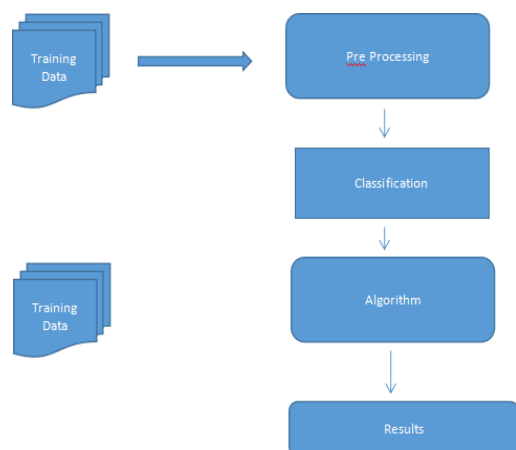 Training
Data
Pre Processing
Classification
Training
Data
Algorithm
Results